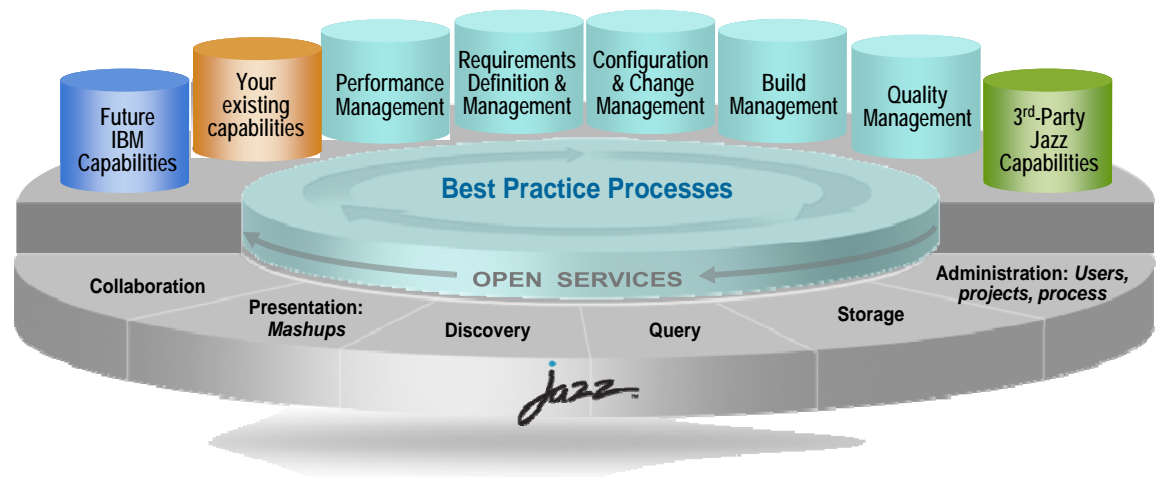 Future
IBM
Capabilities
Your
existing
capabilities
Performance
Management
Requirements
Definition &
Management
Configuration
& Change
Management
Build
Management
Quality
Management
3rd-Party
Jazz
Capabilities
Best Practice Processes
OPEN SERVICES
Collaboration
Presentation:
Mashups
Discovery
Query
Storage
Administration: Users,
projects, process
jazz ™